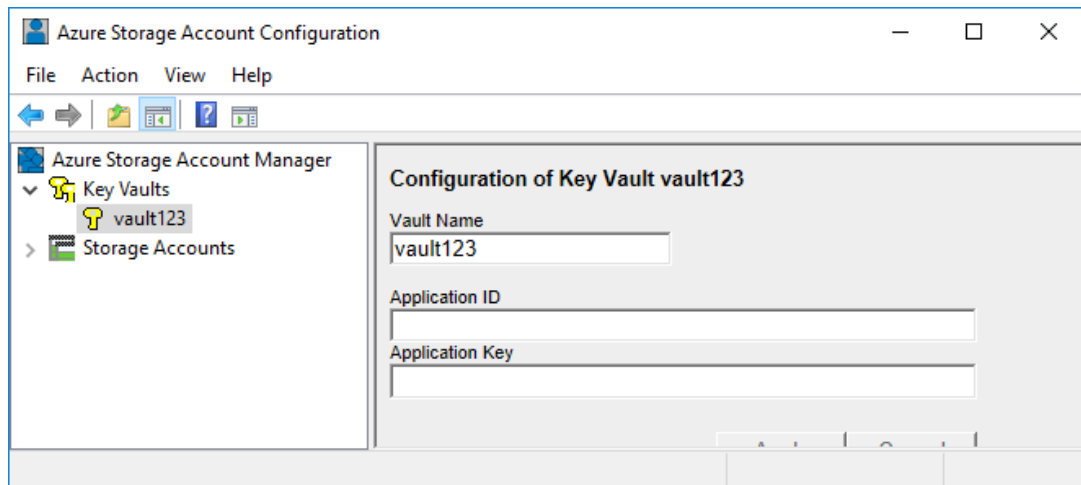 Azure Storage Account Configuration
File Action View Help
Azure Storage Account Manager
Key Vaults
vault123
Storage Accounts
Configuration of Key Vault vault123
Vault Name
vault123
Application ID
Application Key